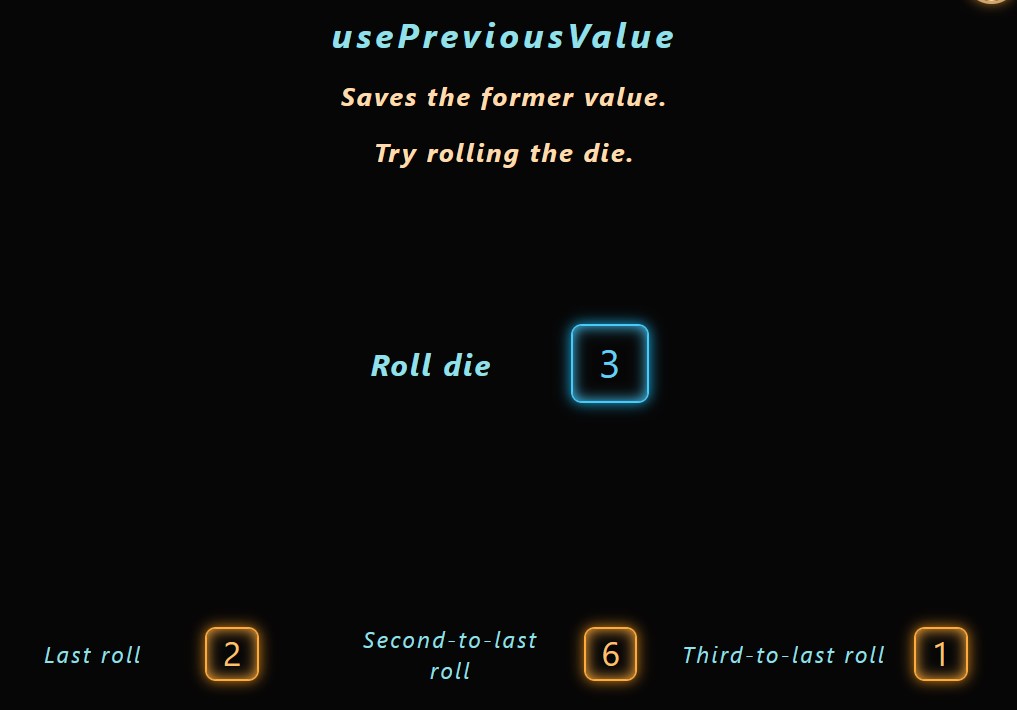 usePreviousValue
Saves the former value.
Try rolling the die.
Roll die 3
Last roll 2
Second-to-last
roll 6
Third-to-last roll 1